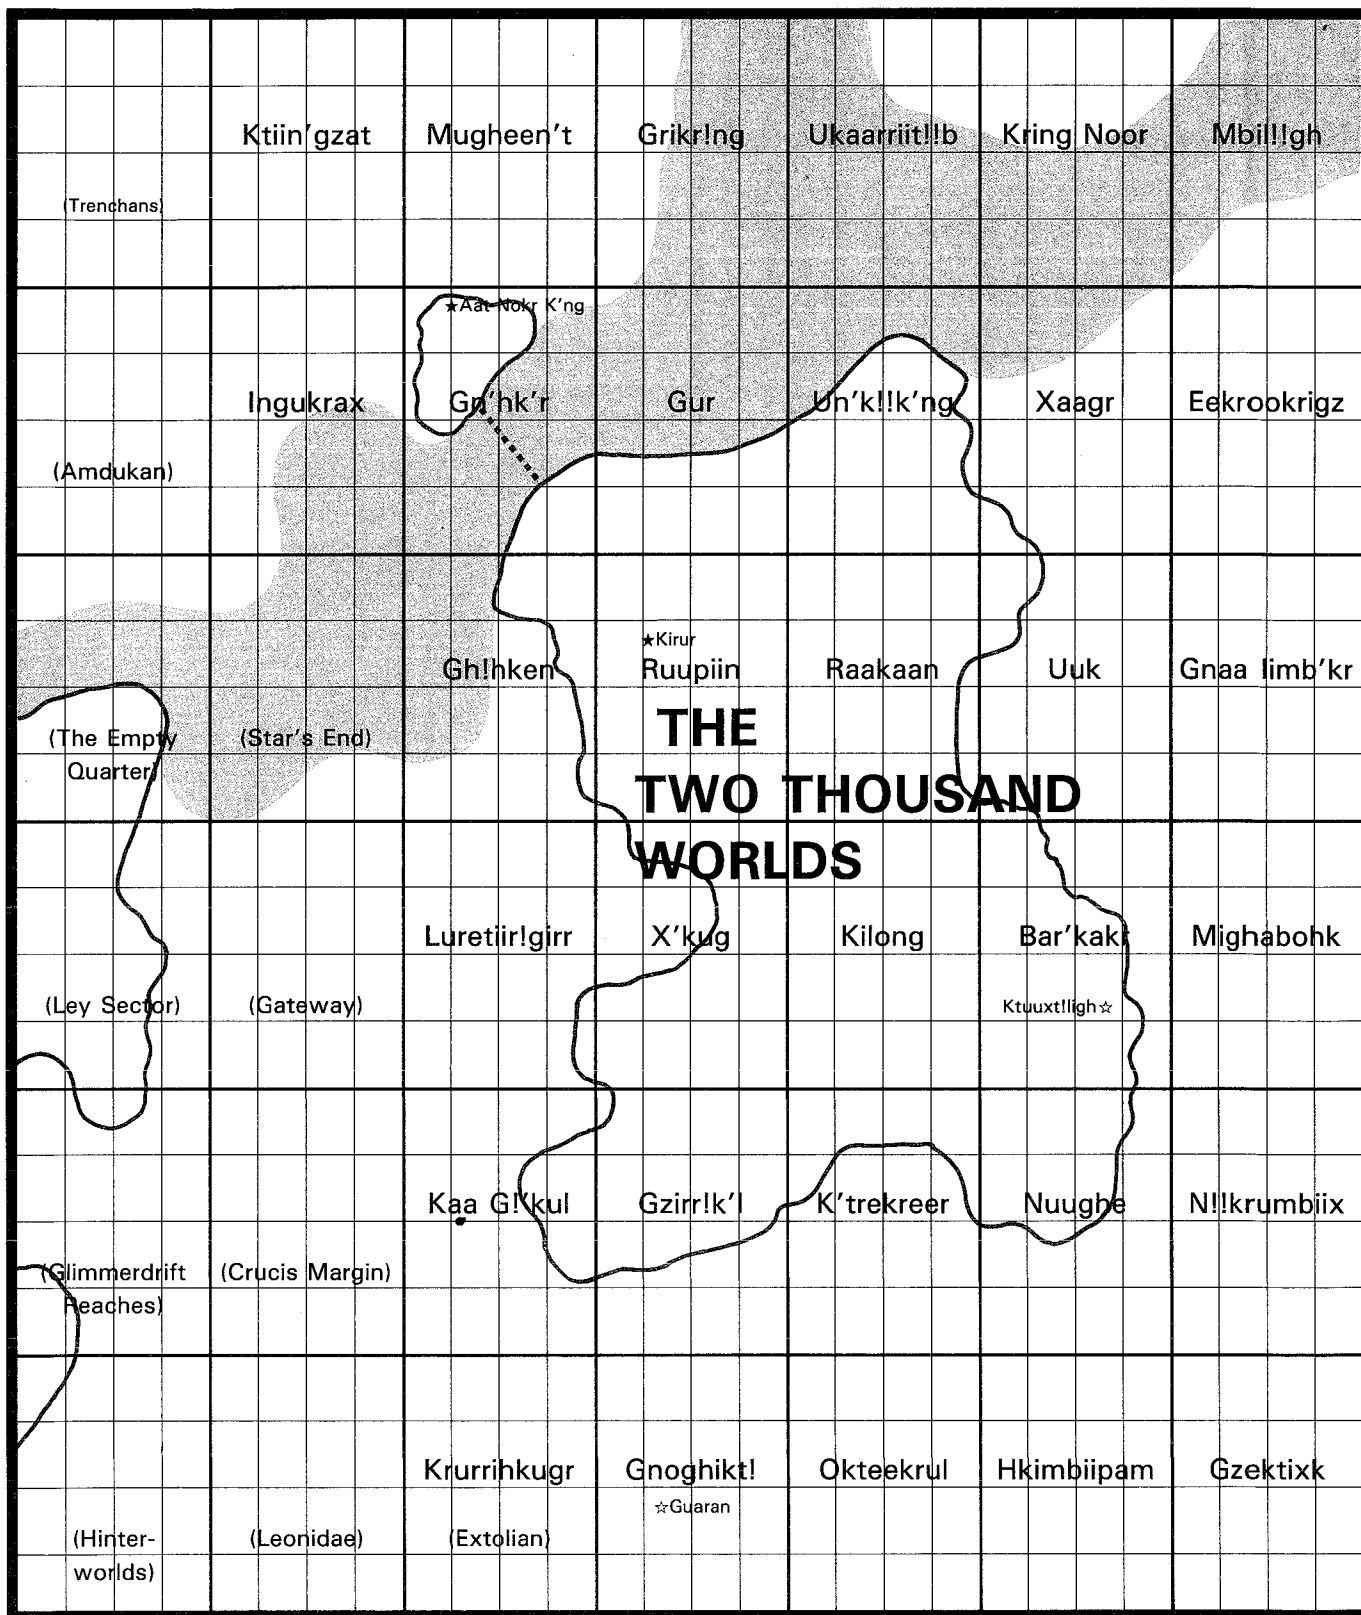 Ktiin'gzat
Mugheen't
Grikr!ng
Ukaarriit!!b
Kring Noor
Mbil!!gh
(Trenchans)
★Aat Nokr K'ng
Ingukrax
Gn'hk'r
Gur
Un'k!!k'ng
Xaagr
Eekrookrigz
(Amdukan)
★Kirur
Gh!hken
Ruupiin
Raakaan
Uuk
Gnaa Iimb'kr
(The Empty
Quarter)
(Star's End)
THE
TWO THOUSAND
WORLDS
Luretiir!girr
X'kug
Kilong
Bar'kakr
Mighabohk
(Ley Sector)
(Gateway)
Ktuuxt!ligh☆
Kaa G!'kul
Gzirr!k'l
K'trekreer
Nuughe
N!!krumbiix
(Glimmerdrift
Reaches)
(Crucis Margin)
Krurrihkugr
Gnoghikt!
Okteekrul
Hkimbiipam
Gzektixk
☆Guaran
(Hinter-
worlds)
(Leonidae)
(Extolian)